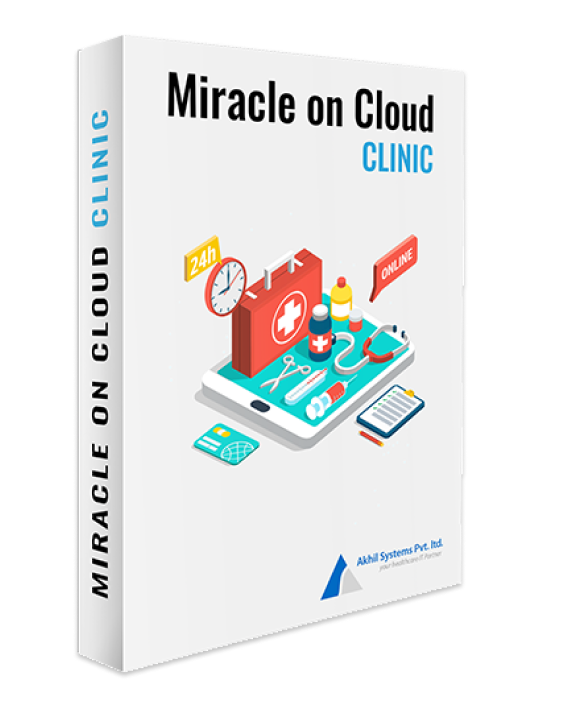 Miracle on Cloud
CLINIC
MIRACLE ON CLOUD CLINIC
24h
ONLINE
Akhil Systems Pvt. ltd.
your healthcare IT Partner